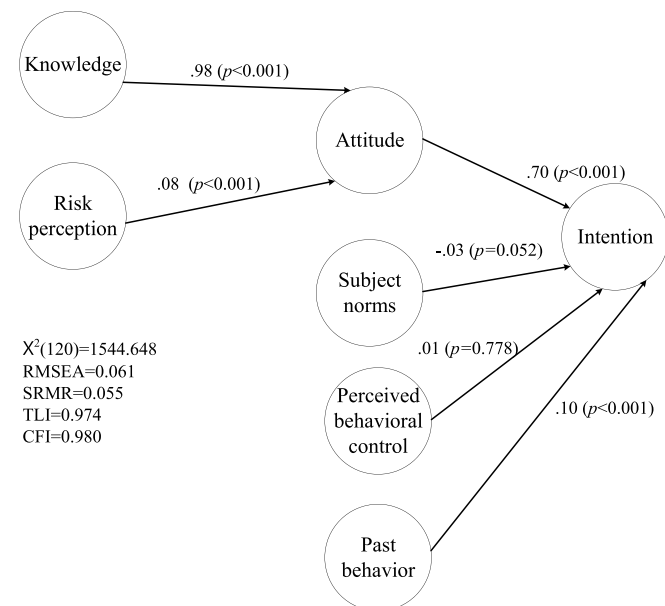 Knowledge
.98 (p<0.001)
Attitude
Risk
perception
.08 (p<0.001)
.70 (p<0.001)
Intention
Subject
norms
-.03 (p=0.052)
.01 (p=0.778)
Perceived
behavioral
control
.10 (p<0.001)
Past
behavior
X²(120)=1544.648
RMSEA=0.061
SRMR=0.055
TLI=0.974
CFI=0.980